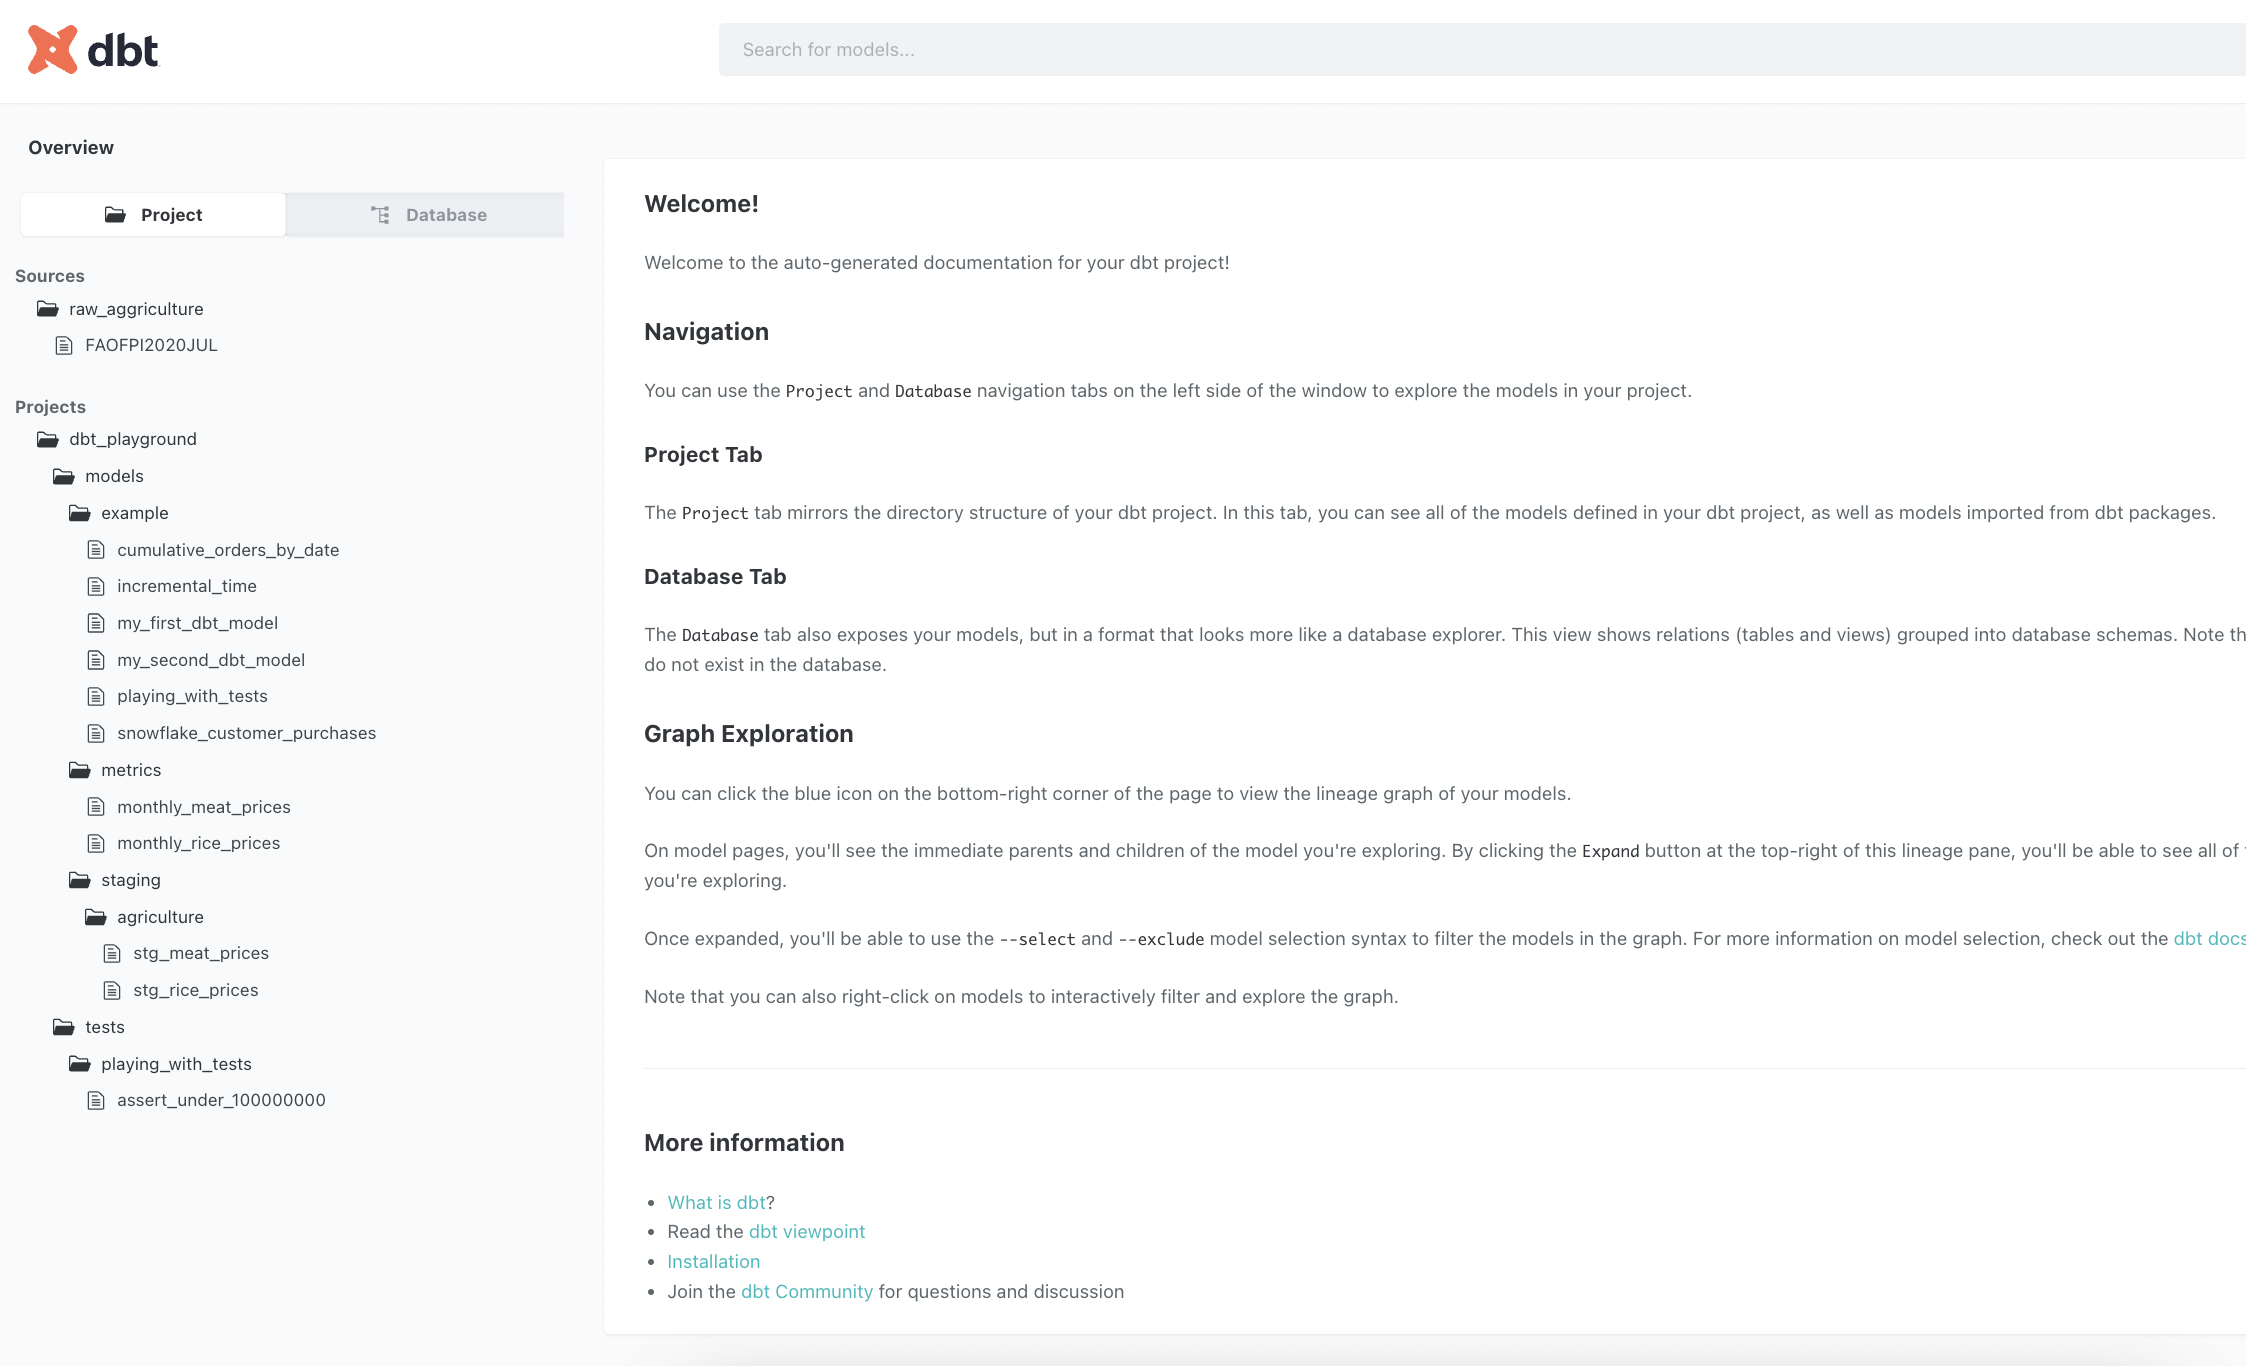 dbt
Search for models...
Overview
Project
Database
Sources
raw_aggriculture
FAOFPI2020JUL
Projects
dbt_playground
models
example
cumulative_orders_by_date
incremental_time
my_first_dbt_model
my_second_dbt_model
playing_with_tests
snowflake_customer_purchases
metrics
monthly_meat_prices
monthly_rice_prices
staging
agriculture
stg_meat_prices
stg_rice_prices
tests
playing_with_tests
assert_under_100000000
Welcome!
Welcome to the auto-generated documentation for your dbt project!
Navigation
You can use the Project and Database navigation tabs on the left side of the window to explore the models in your project.
Project Tab
The Project tab mirrors the directory structure of your dbt project. In this tab, you can see all of the models defined in your dbt project, as well as models imported from dbt packages.
Database Tab
The Database tab also exposes your models, but in a format that looks more like a database explorer. This view shows relations (tables and views) grouped into database schemas. Note th
do not exist in the database.
Graph Exploration
You can click the blue icon on the bottom-right corner of the page to view the lineage graph of your models.
On model pages, you'll see the immediate parents and children of the model you're exploring. By clicking the Expand button at the top-right of this lineage pane, you'll be able to see all of
you're exploring.
Once expanded, you'll be able to use the --select and --exclude model selection syntax to filter the models in the graph. For more information on model selection, check out the dbt docs
Note that you can also right-click on models to interactively filter and explore the graph.
More information
• What is dbt?
• Read the dbt viewpoint
• Installation
• Join the dbt Community for questions and discussion